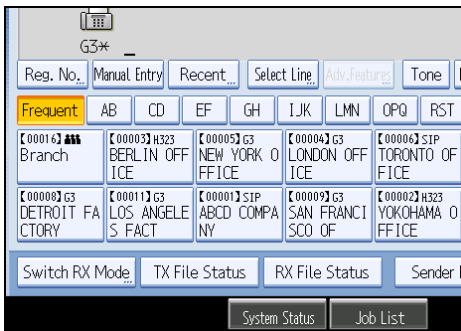 G3* _
Reg. No. Manual Entry Recent Select Line Adv.Features Tone
Frequent AB CD EF GH IJK LMN OPQ RST
【00016】 【00003】H323 【00005】G3 【00004】G3 【00006】SIP
Branch BERLIN OFF NEW YORK O LONDON OFF TORONTO OF
ICE FFICE ICE FICE
【00008】G3 【00011】G3 【00001】SIP 【00009】G3 【00002】H323
DETROIT FA LOS ANGELE ABCD COMPA SAN FRANCI YOKOHAMA O
CTORY S FACT NY SCO OF FFICE
Switch RX Mode TX File Status RX File Status Sender
System Status Job List